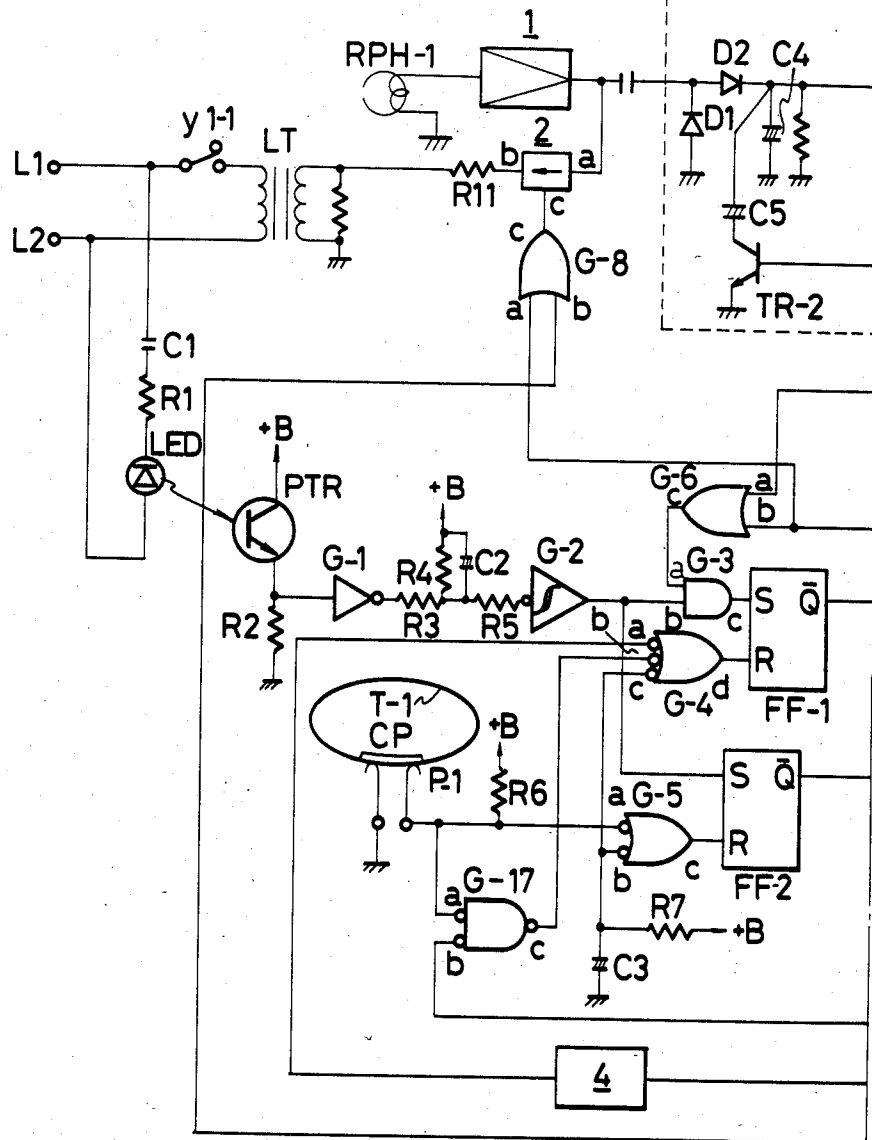 1
RPH-1
D2 C4
y 1-1
LT
2
D1
L1
b a
R11
c
C5
L2
c
G-8
a b
TR-2
C1
R1
+B
LED
PTR
+B
G-6
a
c
b
G-1
R4
C2
G-2
G-3
a
S Q̄
R2
R3
R5
b
a
b
c
c
d
R
G-4
FF-1
T-1
CP
+B
P-1
R6
a G-5
S Q̄
R
b
c
FF-2
G-17
a
b
c
R7
+B
C3
4